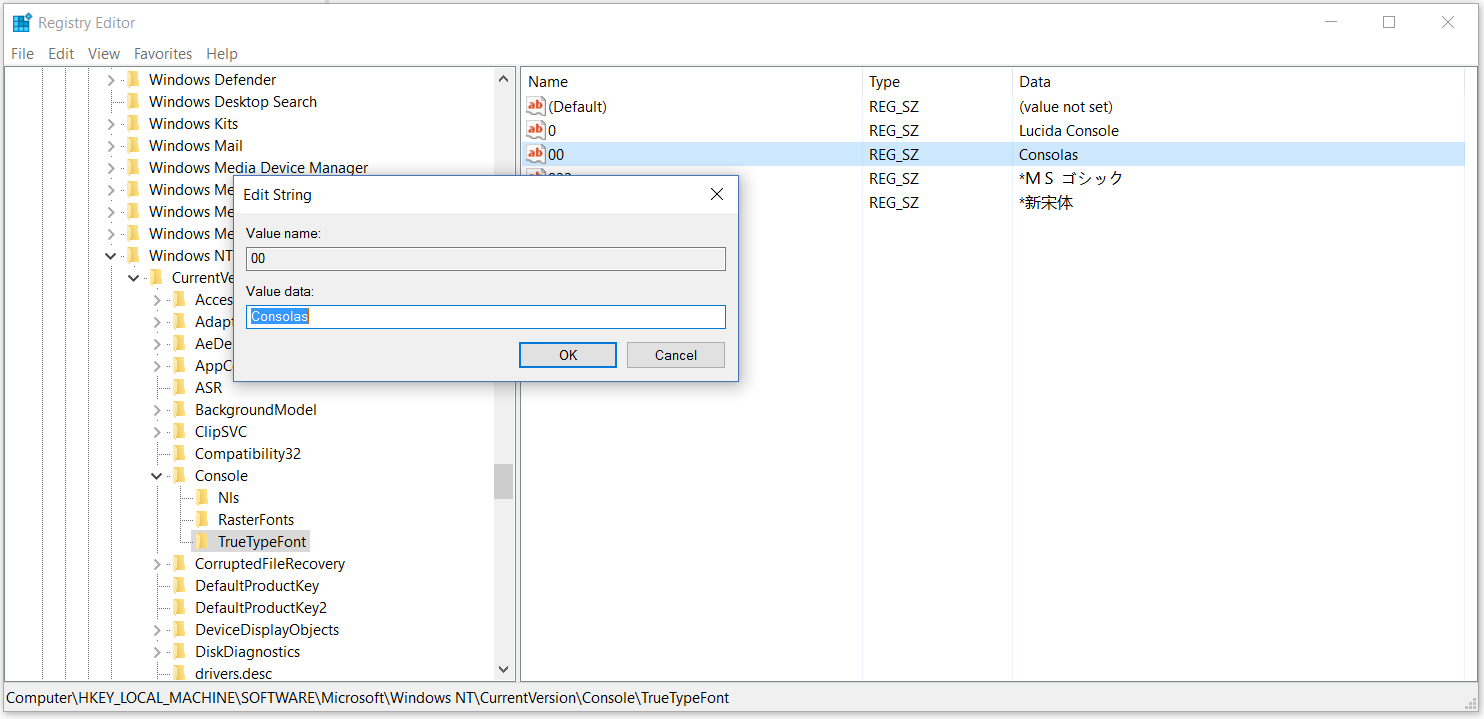 Registry Editor
File Edit View Favorites Help
Windows Defender
Windows Desktop Search
Windows Kits
Windows Mail
Windows Media Device Manager
Windows Me
Windows Me
Windows Me
Windows NT
CurrentVe
Acces
Adapt
AeDe
AppC
ASR
BackgroundModel
ClipSVC
Compatibility32
Console
Nls
RasterFonts
TrueTypeFont
CorruptedFileRecovery
DefaultProductKey
DefaultProductKey2
DeviceDisplayObjects
DiskDiagnostics
drivers.desc
Name Type Data
ab (Default) REG_SZ (value not set)
ab 0 REG_SZ Lucida Console
ab 00 REG_SZ Consolas
REG_SZ *ＭＳ ゴシック
REG_SZ *新宋体
Edit String
Value name:
00
Value data:
Consolas
OK Cancel
Computer\HKEY_LOCAL_MACHINE\SOFTWARE\Microsoft\Windows NT\CurrentVersion\Console\TrueTypeFont